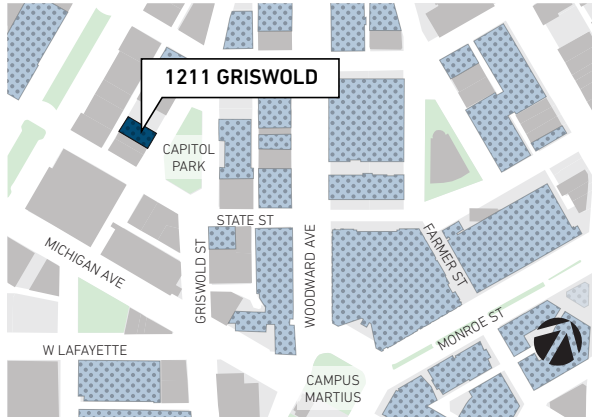 1211 GRISWOLD
CAPITOL
PARK
STATE ST
GRISWOLD ST
WOODWARD AVE
FARMER ST
MICHIGAN AVE
MONROE ST
W LAFAYETTE
CAMPUS
MARTIUS